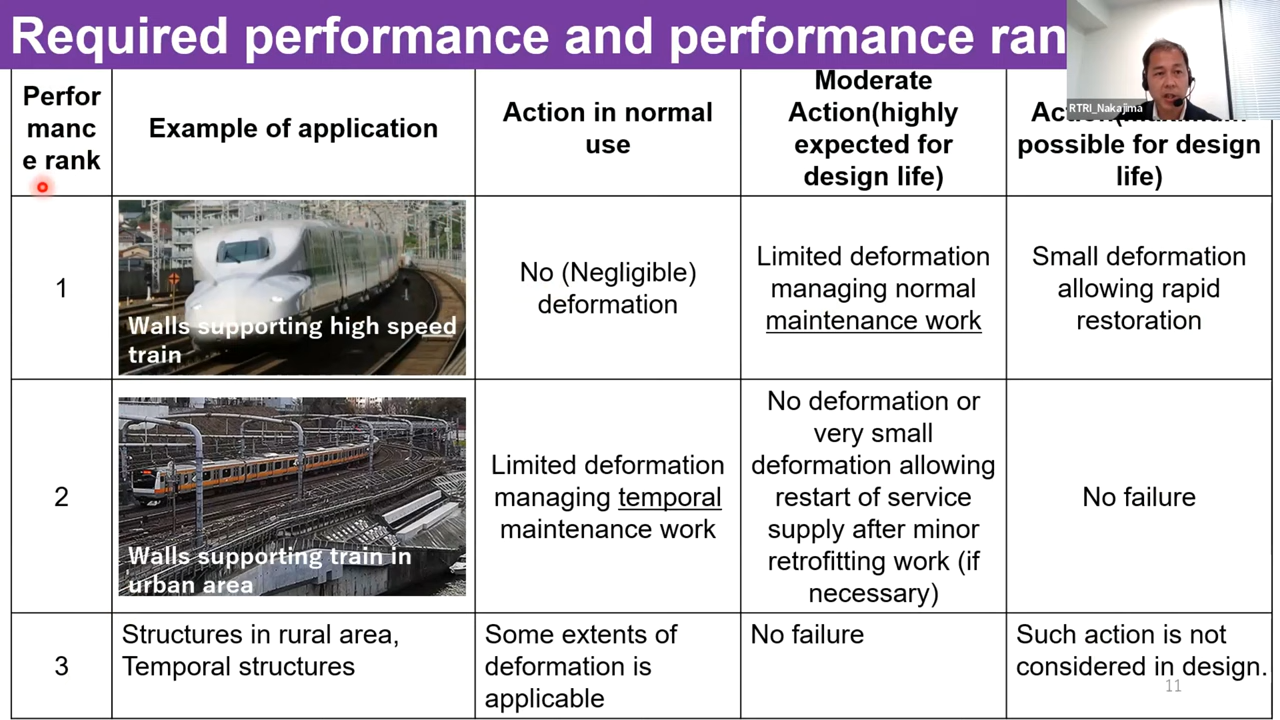 Required performance and performance ran
RTRI_Nakajima
Perfor
manc
e rank
Example of application
Action in normal
use
Moderate
Action(highly
expected for
design life)
possible for design
life)
1
Walls supporting high speed
train
No (Negligible)
deformation
Limited deformation
managing normal
maintenance work
Small deformation
allowing rapid
restoration
2
Walls supporting train in
urban area
Limited deformation
managing temporal
maintenance work
No deformation or
very small
deformation allowing
restart of service
supply after minor
retrofitting work (if
necessary)
No failure
3
Structures in rural area,
Temporal structures
Some extents of
deformation is
applicable
No failure
Such action is not
considered in design.
11